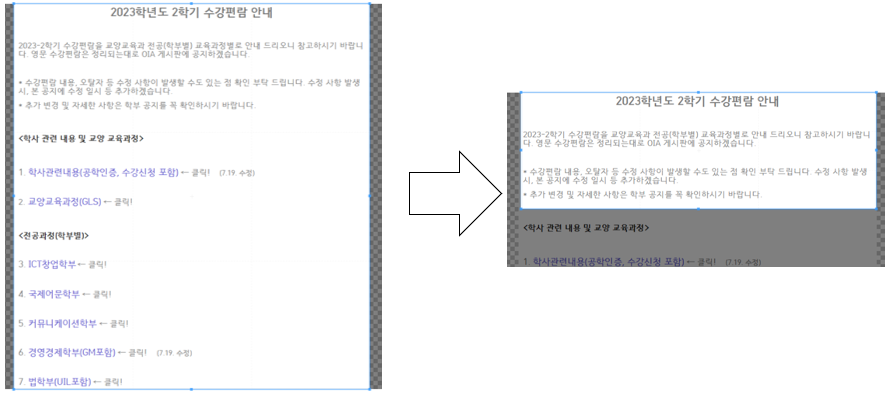 2023학년도 2학기 수강편람 안내
2023-2학기 수강편람을 교양교육과 전공(학부별) 교육과정별로 안내 드리오니 참고하시기 바랍니
다. 영문 수강편람은 정리되는대로 OIA 게시판에 공지하겠습니다.
* 수강편람 내용, 오탈자 등 수정 사항이 발생할 수도 있는 점 확인 부탁 드립니다. 수정 사항 발생
시, 본 공지에 수정 일시 등 추가하겠습니다.
* 추가 변경 및 자세한 사항은 학부 공지를 꼭 확인하시기 바랍니다.
<학사 관련 내용 및 교양 교육과정>
1. 학사관련내용(공학인증, 수강신청 포함) ← 클릭! (7.19. 수정)
2. 교양교육과정(GLS) ← 클릭!
<전공과정(학부별)>
3. ICT창업학부 ← 클릭!
4. 국제어문학부 ← 클릭!
5. 커뮤니케이션학부 ← 클릭!
6. 경영경제학부(GM포함) ← 클릭! (7.19. 수정)
7. 법학부(UIL포함) ← 클릭!
2023학년도 2학기 수강편람 안내
2023-2학기 수강편람을 교양교육과 전공(학부별) 교육과정별로 안내 드리오니 참고하시기 바랍니
다. 영문 수강편람은 정리되는대로 OIA 게시판에 공지하겠습니다.
* 수강편람 내용, 오탈자 등 수정 사항이 발생할 수도 있는 점 확인 부탁 드립니다. 수정 사항 발생
시, 본 공지에 수정 일시 등 추가하겠습니다.
* 추가 변경 및 자세한 사항은 학부 공지를 꼭 확인하시기 바랍니다.
<학사 관련 내용 및 교양 교육과정>
1. 학사관련내용(공학인증, 수강신청 포함) ← 클릭! (7.19. 수정)